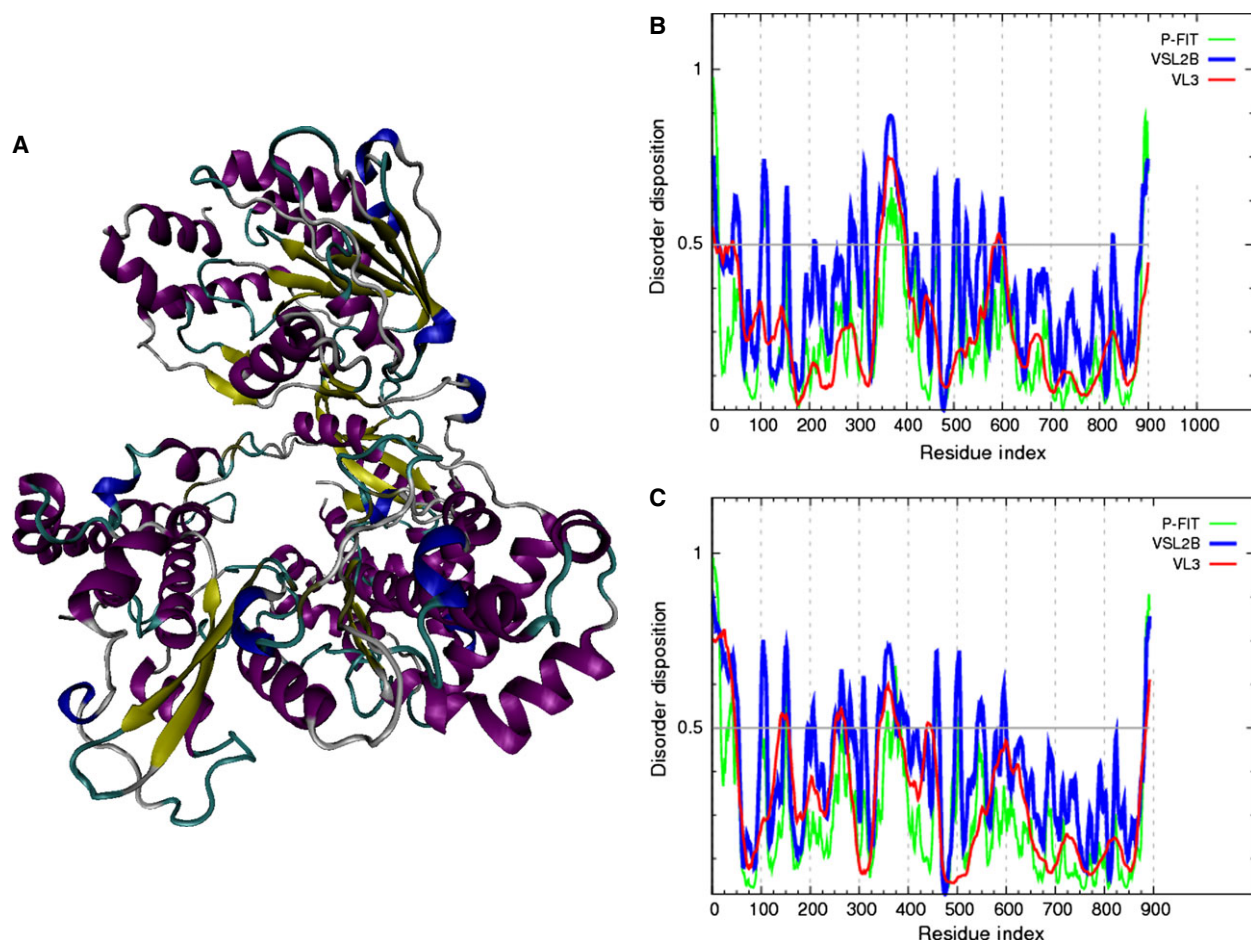 A
B
P-FIT
VSL2B
VL3
1
0.5
Disorder disposition
0 100 200 300 400 500 600 700 800 900 1000
Residue index
C
P-FIT
VSL2B
VL3
1
0.5
Disorder disposition
0 100 200 300 400 500 600 700 800 900
Residue index